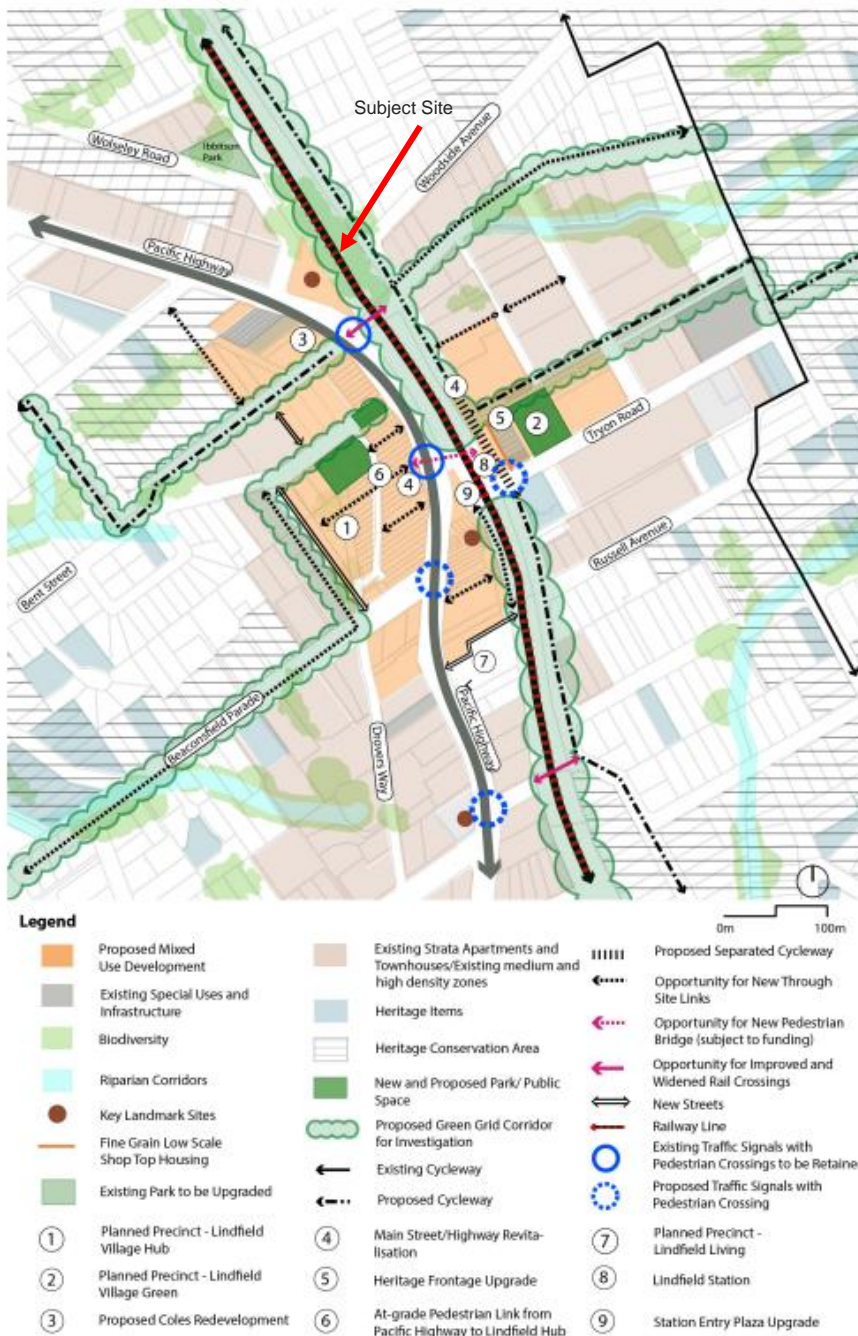 Subject Site
Wolseley Road
Ibbitson
Park
Woodside Avenue
Pacific Highway
3
4
5
2
Tryon Road
8
6
4
9
1
Russell Avenue
Bent Street
7
Beaconsfield Parade
Drovers Way
Pacific Highway
0m
100m
Legend
Proposed Mixed
Use Development
Existing Special Uses and
Infrastructure
Biodiversity
Riparian Corridors
Key Landmark Sites
Fine Grain Low Scale
Shop Top Housing
Existing Park to be Upgraded
Existing Strata Apartments and
Townhouses/Existing medium and
high density zones
Heritage Items
Heritage Conservation Area
New and Proposed Park/ Public
Space
Proposed Green Grid Corridor
for Investigation
Existing Cycleway
Proposed Cycleway
Proposed Separated Cycleway
Opportunity for New Through
Site Links
Opportunity for New Pedestrian
Bridge (subject to funding)
Opportunity for Improved and
Widened Rail Crossings
New Streets
Railway Line
Existing Traffic Signals with
Pedestrian Crossings to be Retaine
Proposed Traffic Signals with
Pedestrian Crossing
1 Planned Precinct - Lindfield
Village Hub
2 Planned Precinct - Lindfield
Village Green
3 Proposed Coles Redevelopment
4 Main Street/Highway Revita-
lisation
5 Heritage Frontage Upgrade
6 At-grade Pedestrian Link from
Pacific Highway to Lindfield Hub
7 Planned Precinct -
Lindfield Living
8 Lindfield Station
9 Station Entry Plaza Upgrade